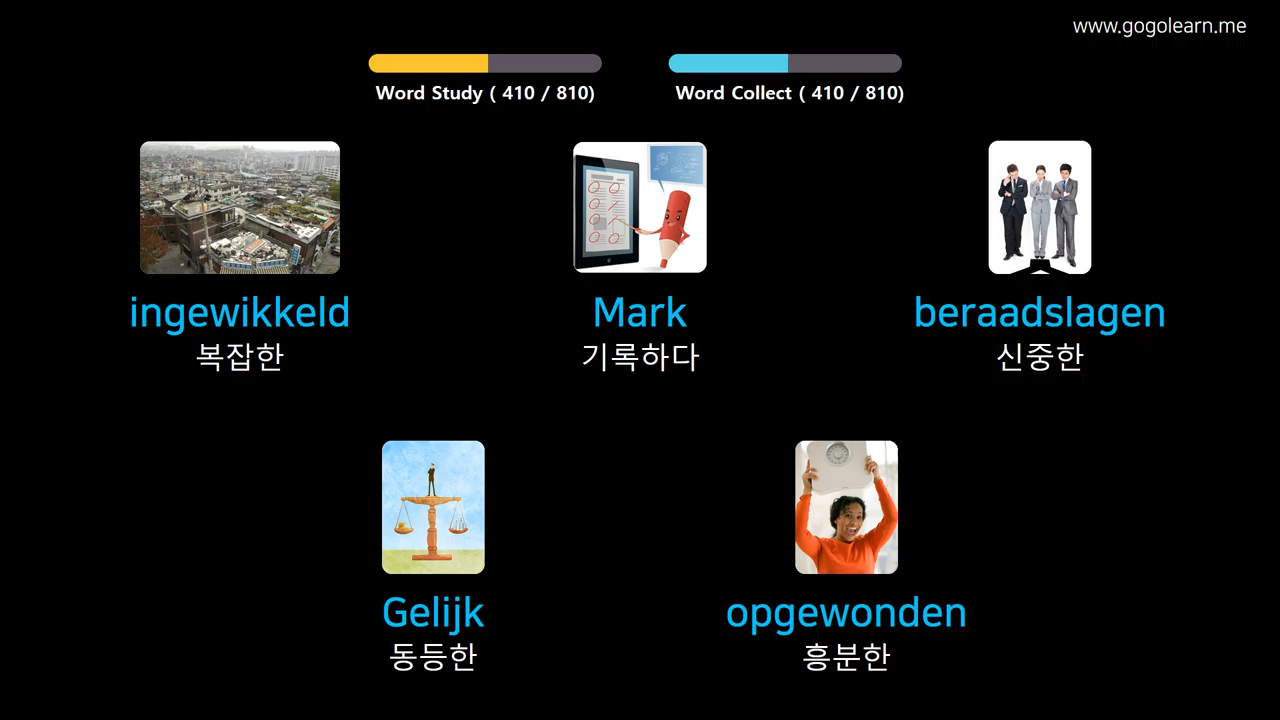 www.gogolearn.me
Word Study ( 410 / 810)
Word Collect ( 410 / 810)
ingewikkeld
복잡한
Mark
기록하다
beraadslagen
신중한
Gelijk
동등한
opgewonden
흥분한